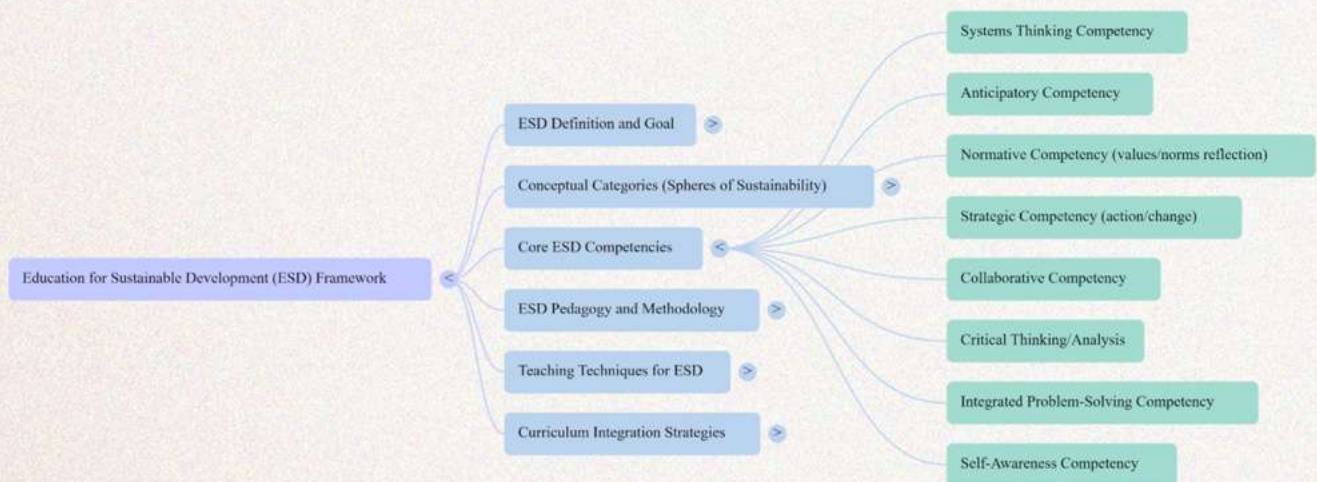 Education for Sustainable Development (ESD) Framework
ESD Definition and Goal
Conceptual Categories (Spheres of Sustainability)
Core ESD Competencies
ESD Pedagogy and Methodology
Teaching Techniques for ESD
Curriculum Integration Strategies
Systems Thinking Competency
Anticipatory Competency
Normative Competency (values/norms reflection)
Strategic Competency (action/change)
Collaborative Competency
Critical Thinking/Analysis
Integrated Problem-Solving Competency
Self-Awareness Competency